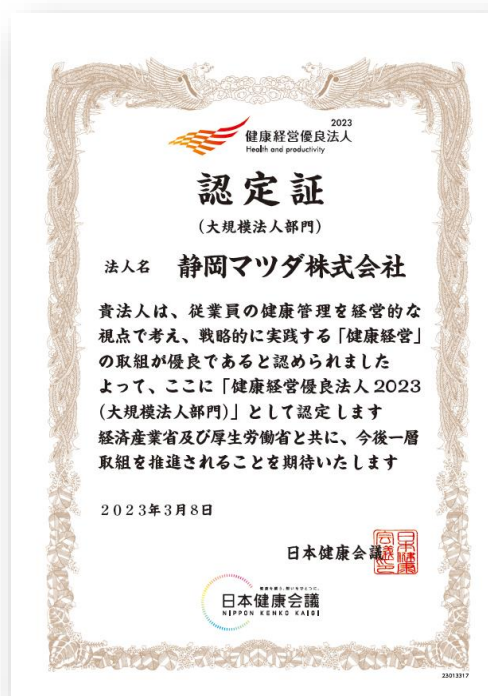 2023
健康経営優良法人
Health and productivity
認定証
(大規模法人部門)
法人名 静岡マツダ株式会社
貴法人は、従業員の健康管理を経営的な
視点で考え、戦略的に実践する「健康経営」
の取組が優良であると認められました
よって、ここに「健康経営優良法人2023
(大規模法人部門)」として認定します
経済産業省及び厚生労働省と共に、今後一層
取組を推進されることを期待いたします
2023年3月8日
日本健康会議
日本健康会議
NIPPON KENKO KAIGI
23013317